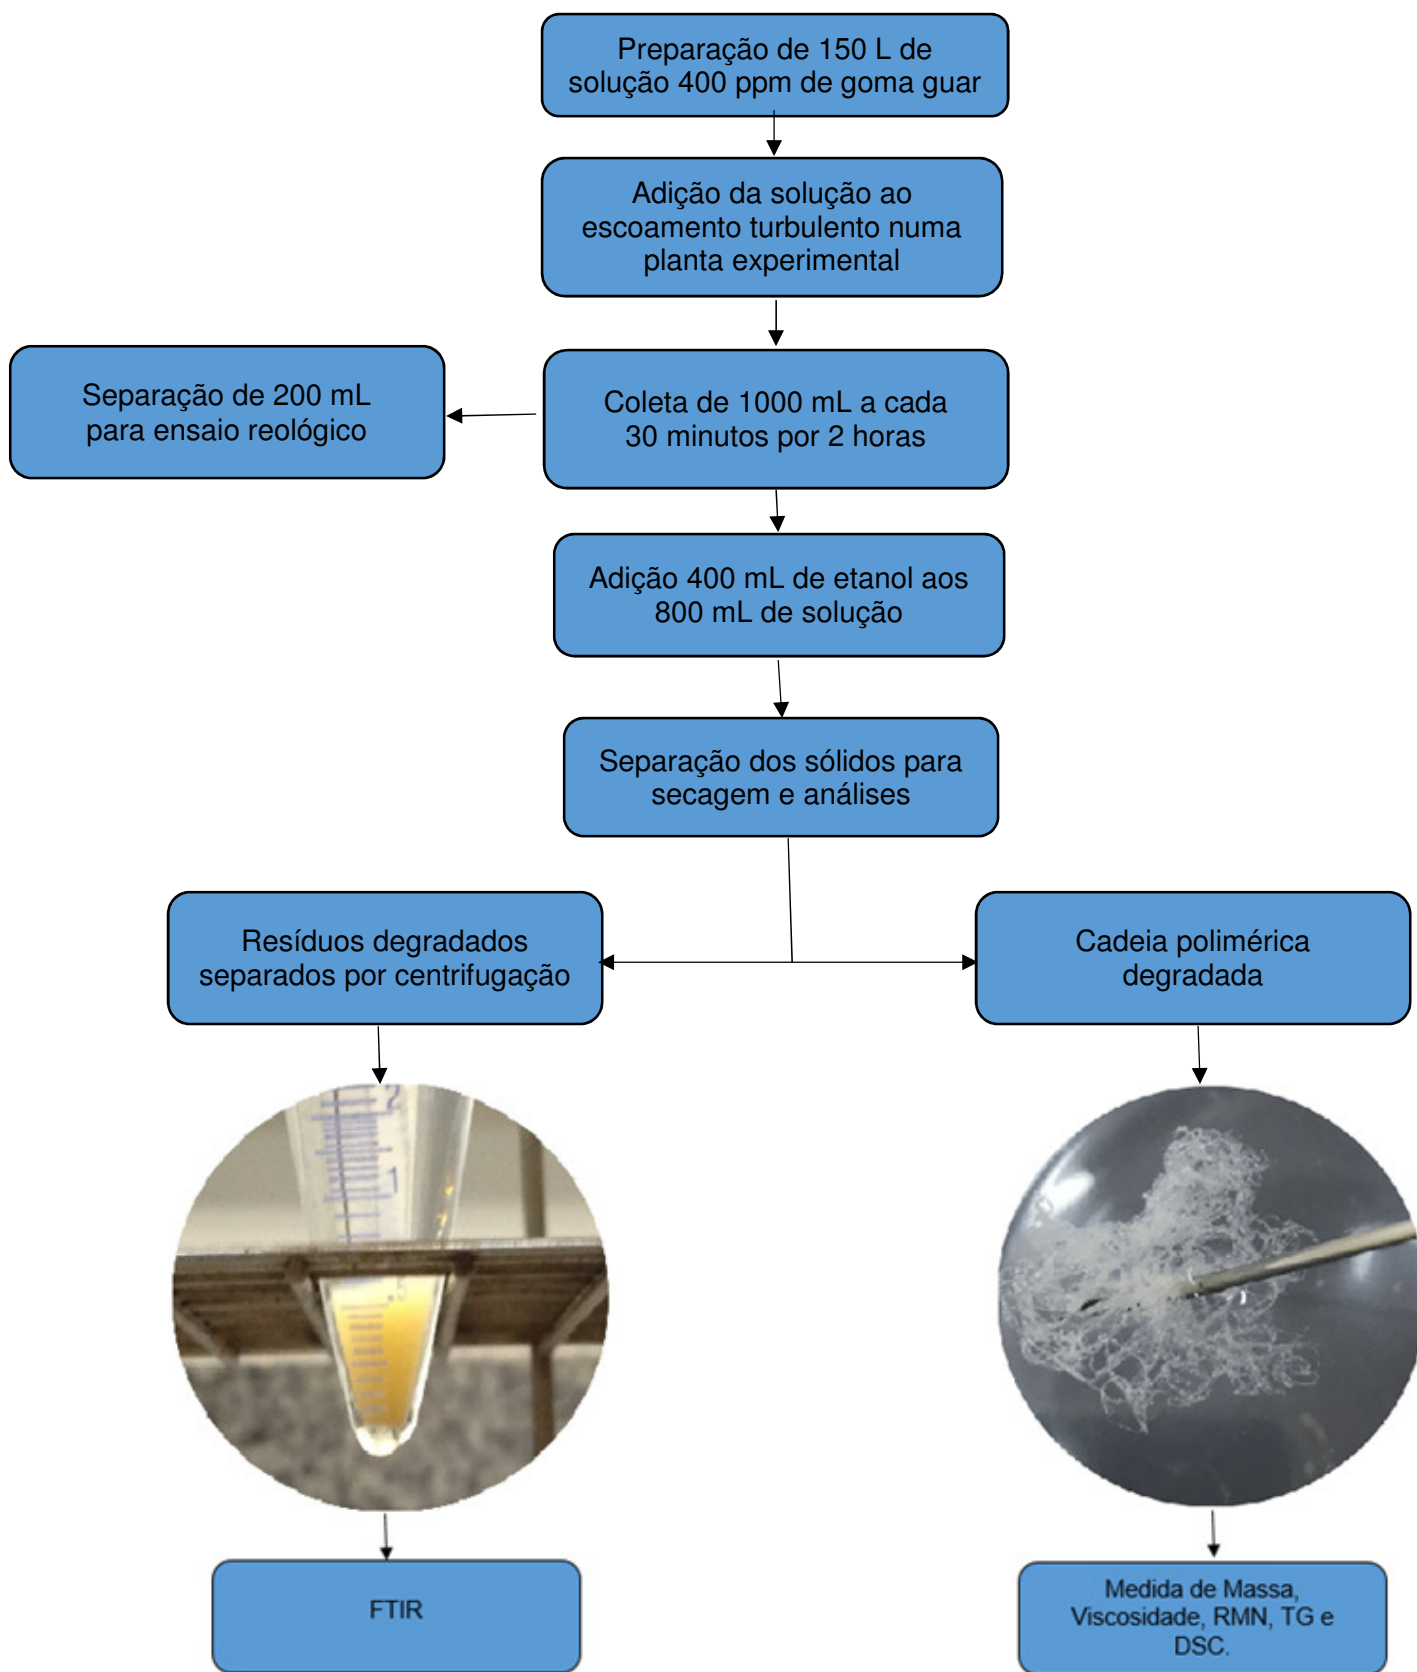 Preparação de 150 L de
solução 400 ppm de goma guar
Adição da solução ao
escoamento turbulento numa
planta experimental
Separação de 200 mL
para ensaio reológico
Coleta de 1000 mL a cada
30 minutos por 2 horas
Adição 400 mL de etanol aos
800 mL de solução
Separação dos sólidos para
secagem e análises
Resíduos degradados
separados por centrifugação
Cadeia polimérica
degradada
2
1
.5
FTIR
Medida de Massa,
Viscosidade, RMN, TG e
DSC.